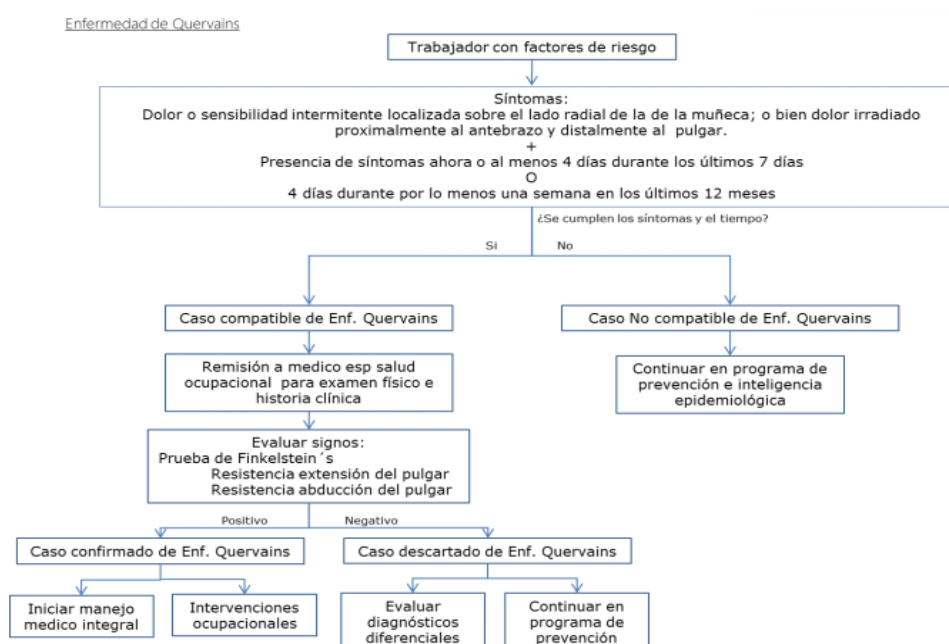 Enfermedad de Quervains
Trabajador con factores de riesgo
Síntomas:
Dolor o sensibilidad intermitente localizada sobre el lado radial de la de la muñeca; o bien dolor irradiado
proximalmente al antebrazo y distalmente al pulgar.
+
Presencia de síntomas ahora o al menos 4 días durante los últimos 7 días
O
4 días durante por lo menos una semana en los últimos 12 meses
¿Se cumplen los síntomas y el tiempo?
Si
No
Caso compatible de Enf. Quervains
Caso No compatible de Enf. Quervains
Remisión a medico esp salud
ocupacional para examen físico e
historia clínica
Continuar en programa de
prevención e inteligencia
epidemiológica
Evaluar signos:
Prueba de Finkelstein´s
Resistencia extensión del pulgar
Resistencia abducción del pulgar
Positivo
Negativo
Caso confirmado de Enf. Quervains
Caso descartado de Enf. Quervains
Iniciar manejo
medico integral
Intervenciones
ocupacionales
Evaluar
diagnósticos
diferenciales
Continuar en
programa de
prevención